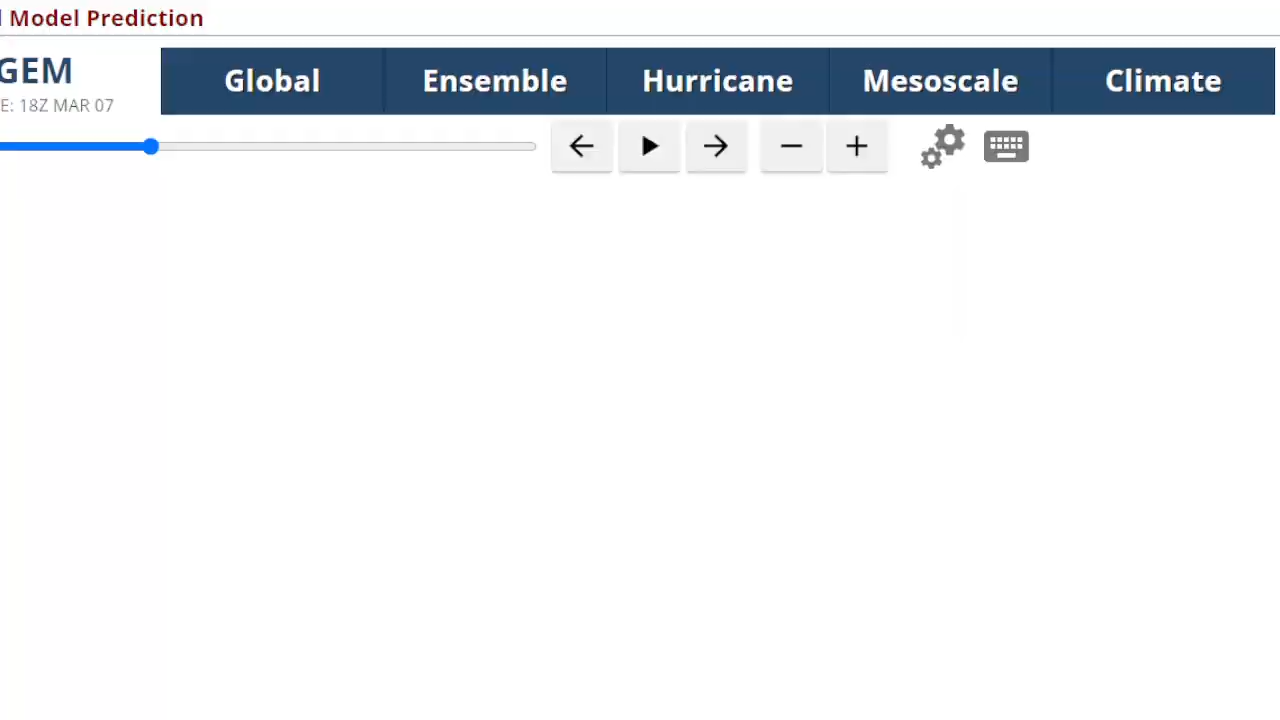 Model Prediction
GEM
E: 18Z MAR 07
Global
Ensemble
Hurricane
Mesoscale
Climate